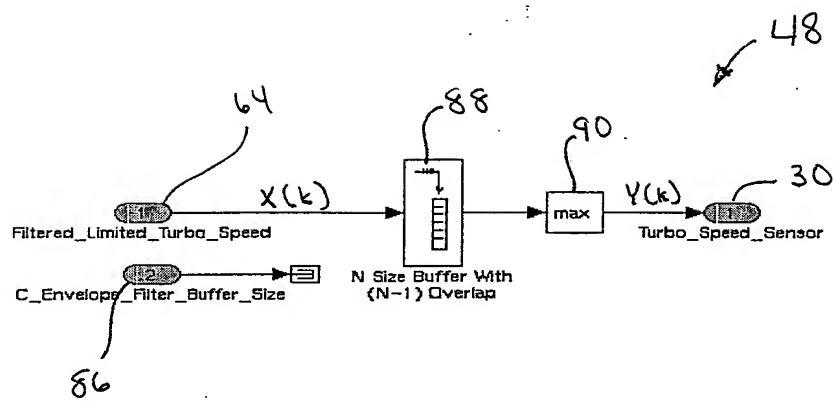 48
64
88
90
30
X(k)
Y(k)
1
max
1
Filtered_Limited_Turbo_Speed
Turbo_Speed_Sensor
2
N Size Buffer With
(N-1) Overlap
C_Envelope_Filter_Buffer_Size
86